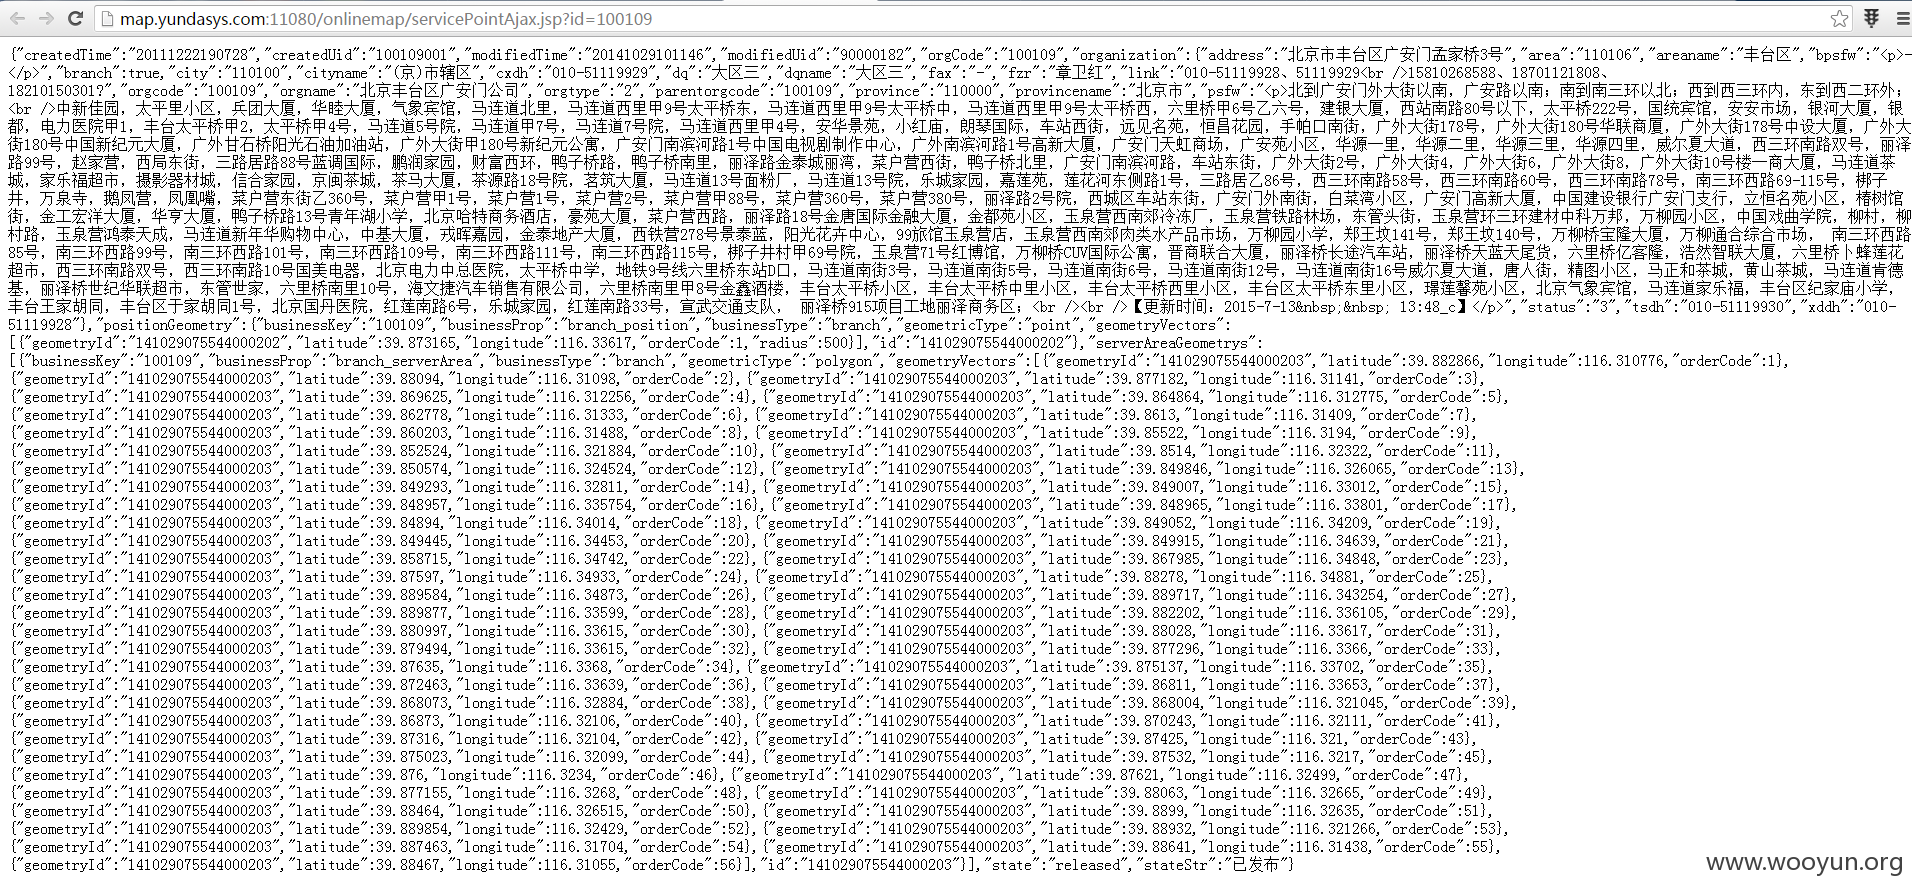 map.yundasys.com:11080/onlinemap/servicePointAjax.jsp?id=100109
{"createdTime":"20111222190728","createdUid":"100109001","modifiedTime":"20141029101146","modifiedUid":"90000182","orgCode":"100109","organization":{"address":"北京市丰台区广安门孟家桥3号","area":"110106","areaname":"丰台区","bpsfw":"<p>-
</p>","branch":true,"city":"110100","cityname":"(京)市辖区","cxdh":"010-51119929","dq":"大区三","dqname":"大区三","fax":"-","fzr":"章卫红","link":"010-51119928、51119929<br />15810268588、18701121808、
18210150301?","orgcode":"100109","orgname":"北京丰台区广安门公司","orgtype":"2","parentorgcode":"100109","province":"110000","provincename":"北京市","psfw":"<p>北到广安门外大街以南，广安路以南；南到南三环以北；西到西三环内，东到西二环外；
<br />中新佳园，太平里小区，兵团大厦，华睦大厦，气象宾馆，马连道北里，马连道西里甲9号太平桥东，马连道西里甲9号太平桥中，马连道西里甲9号太平桥西，六里桥甲6号乙六号，建银大厦，西站南路80号以下，太平桥222号，国统宾馆，安安市场，银河大厦，银
都，电力医院甲1，丰台太平桥甲2，太平桥甲4号，马连道5号院，马连道甲7号，马连道7号院，马连道西里甲4号，安华景苑，小红庙，朗琴国际，车站西街，远见名苑，恒昌花园，手帕口南街，广外大街178号，广外大街180号华联商厦，广外大街178号中设大厦，广外大
街180号中国新纪元大厦，广外甘石桥阳光石油加油站，广外大街甲180号新纪元公寓，广安门南滨河路1号中国电视剧制作中心，广外南滨河路1号高新大厦，广安门天虹商场，广安苑小区，华源一里，华源二里，华源三里，华源四里，威尔夏大道，西三环南路双号，丽泽
路99号，赵家营，西局东街，三路居路88号蓝调国际，鹏润家园，财富西环，鸭子桥路，鸭子桥南里，丽泽路金泰城丽湾，菜户营西街，鸭子桥北里，广安门南滨河路，车站东街，广外大街2号，广外大街4，广外大街6，广外大街8，广外大街10号楼一商大厦，马连道茶
城，家乐福超市，摄影器材城，信合家园，京闽茶城，茶马大厦，茶源路18号院，茗筑大厦，马连道13号面粉厂，马连道13号院，乐城家园，嘉莲苑，莲花河东侧路1号，三路居乙86号，西三环南路58号，西三环南路60号，西三环南路78号，南三环西路69-115号，梆子
井，万泉寺，鹅凤营，凤凰嘴，菜户营东街乙360号，菜户营甲1号，菜户营1号，菜户营2号，菜户营甲88号，菜户营360号，菜户营380号，丽泽路2号院，西城区车站东街，广安门外南街，白菜湾小区，广安门高新大厦，中国建设银行广安门支行，立恒名苑小区，椿树馆
街，金工宏洋大厦，华亨大厦，鸭子桥路13号青年湖小学，北京哈特商务酒店，豪苑大厦，菜户营西路，丽泽路18号金唐国际金融大厦，金都苑小区，玉泉营西南郊冷冻厂，玉泉营铁路林场，东管头街，玉泉营环三环建材中科万邦，万柳园小区，中国戏曲学院，柳村，柳
村路，玉泉营鸿泰天成，马连道新年华购物中心，中基大厦，戎晖嘉园，金泰地产大厦，西铁营278号景泰蓝，阳光花卉中心，99旅馆玉泉营店，玉泉营西南郊肉类水产品市场，万柳园小学，郑王坟141号，郑王坟140号，万柳桥宝隆大厦，万柳通合综合市场， 南三环西路
85号，南三环西路99号，南三环西路101号，南三环西路109号，南三环西路111号，南三环西路115号，梆子井村甲69号院，玉泉营71号红博馆，万柳桥CUV国际公寓，晋商联合大厦，丽泽桥长途汽车站，丽泽桥天蓝天尾货，六里桥亿客隆，浩然智联大厦，六里桥卜蜂莲花
超市，西三环南路双号，西三环南路10号国美电器，北京电力中总医院，太平桥中学，地铁9号线六里桥东站D口，马连道南街3号，马连道南街5号，马连道南街6号，马连道南街12号，马连道南街16号威尔夏大道，唐人街，精图小区，马正和茶城，黄山茶城，马连道肯德
基，丽泽桥世纪华联超市，东管世家，六里桥南里10号，海文捷汽车销售有限公司，六里桥南里甲8号金鑫酒楼，丰台太平桥小区，丰台太平桥中里小区，丰台太平桥西里小区，丰台区太平桥东里小区，璟莲馨苑小区，北京气象宾馆，马连道家乐福，丰台区纪家庙小学，
丰台王家胡同，丰台区于家胡同1号，北京国丹医院，红莲南路6号，乐城家园，红莲南路33号，宣武交通支队， 丽泽桥915项目工地丽泽商务区；<br /><br />【更新时间：2015-7-13&nbsp;&nbsp; 13:48_c】</p>","status":"3","tsdh":"010-51119930","xddh":"010-
51119928"},"positionGeometry":{"businessKey":"100109","businessProp":"branch_position","businessType":"branch","geometricType":"point","geometryVectors":
[{"geometryId":"141029075544000202","latitude":39.873165,"longitude":116.33617,"orderCode":1,"radius":500}],"id":"141029075544000202"},"serverAreaGeometrys":
[{"businessKey":"100109","businessProp":"branch_serverArea","businessType":"branch","geometricType":"polygon","geometryVectors":[{"geometryId":"141029075544000203","latitude":39.882866,"longitude":116.310776,"orderCode":1},
{"geometryId":"141029075544000203","latitude":39.88094,"longitude":116.31098,"orderCode":2},{"geometryId":"141029075544000203","latitude":39.877182,"longitude":116.31141,"orderCode":3},
{"geometryId":"141029075544000203","latitude":39.869625,"longitude":116.312256,"orderCode":4},{"geometryId":"141029075544000203","latitude":39.864864,"longitude":116.312775,"orderCode":5},
{"geometryId":"141029075544000203","latitude":39.862778,"longitude":116.31333,"orderCode":6},{"geometryId":"141029075544000203","latitude":39.8613,"longitude":116.31409,"orderCode":7},
{"geometryId":"141029075544000203","latitude":39.860203,"longitude":116.31488,"orderCode":8},{"geometryId":"141029075544000203","latitude":39.85522,"longitude":116.3194,"orderCode":9},
{"geometryId":"141029075544000203","latitude":39.852524,"longitude":116.321884,"orderCode":10},{"geometryId":"141029075544000203","latitude":39.8514,"longitude":116.32322,"orderCode":11},
{"geometryId":"141029075544000203","latitude":39.850574,"longitude":116.324524,"orderCode":12},{"geometryId":"141029075544000203","latitude":39.849846,"longitude":116.326065,"orderCode":13},
{"geometryId":"141029075544000203","latitude":39.849293,"longitude":116.32811,"orderCode":14},{"geometryId":"141029075544000203","latitude":39.849007,"longitude":116.33012,"orderCode":15},
{"geometryId":"141029075544000203","latitude":39.848957,"longitude":116.335754,"orderCode":16},{"geometryId":"141029075544000203","latitude":39.848965,"longitude":116.33801,"orderCode":17},
{"geometryId":"141029075544000203","latitude":39.84894,"longitude":116.34014,"orderCode":18},{"geometryId":"141029075544000203","latitude":39.849052,"longitude":116.34209,"orderCode":19},
{"geometryId":"141029075544000203","latitude":39.849445,"longitude":116.34453,"orderCode":20},{"geometryId":"141029075544000203","latitude":39.849915,"longitude":116.34639,"orderCode":21},
{"geometryId":"141029075544000203","latitude":39.858715,"longitude":116.34742,"orderCode":22},{"geometryId":"141029075544000203","latitude":39.867985,"longitude":116.34848,"orderCode":23},
{"geometryId":"141029075544000203","latitude":39.87597,"longitude":116.34933,"orderCode":24},{"geometryId":"141029075544000203","latitude":39.88278,"longitude":116.34881,"orderCode":25},
{"geometryId":"141029075544000203","latitude":39.889584,"longitude":116.34873,"orderCode":26},{"geometryId":"141029075544000203","latitude":39.889717,"longitude":116.343254,"orderCode":27},
{"geometryId":"141029075544000203","latitude":39.889877,"longitude":116.33599,"orderCode":28},{"geometryId":"141029075544000203","latitude":39.882202,"longitude":116.336105,"orderCode":29},
{"geometryId":"141029075544000203","latitude":39.880997,"longitude":116.33615,"orderCode":30},{"geometryId":"141029075544000203","latitude":39.88028,"longitude":116.33617,"orderCode":31},
{"geometryId":"141029075544000203","latitude":39.879494,"longitude":116.33615,"orderCode":32},{"geometryId":"141029075544000203","latitude":39.877296,"longitude":116.3366,"orderCode":33},
{"geometryId":"141029075544000203","latitude":39.87635,"longitude":116.3368,"orderCode":34},{"geometryId":"141029075544000203","latitude":39.875137,"longitude":116.33702,"orderCode":35},
{"geometryId":"141029075544000203","latitude":39.872463,"longitude":116.33639,"orderCode":36},{"geometryId":"141029075544000203","latitude":39.86811,"longitude":116.33653,"orderCode":37},
{"geometryId":"141029075544000203","latitude":39.868073,"longitude":116.32884,"orderCode":38},{"geometryId":"141029075544000203","latitude":39.868004,"longitude":116.321045,"orderCode":39},
{"geometryId":"141029075544000203","latitude":39.86873,"longitude":116.32106,"orderCode":40},{"geometryId":"141029075544000203","latitude":39.870243,"longitude":116.32111,"orderCode":41},
{"geometryId":"141029075544000203","latitude":39.87316,"longitude":116.32104,"orderCode":42},{"geometryId":"141029075544000203","latitude":39.87425,"longitude":116.321,"orderCode":43},
{"geometryId":"141029075544000203","latitude":39.875023,"longitude":116.32099,"orderCode":44},{"geometryId":"141029075544000203","latitude":39.87532,"longitude":116.3217,"orderCode":45},
{"geometryId":"141029075544000203","latitude":39.876,"longitude":116.3234,"orderCode":46},{"geometryId":"141029075544000203","latitude":39.87621,"longitude":116.32499,"orderCode":47},
{"geometryId":"141029075544000203","latitude":39.877155,"longitude":116.3268,"orderCode":48},{"geometryId":"141029075544000203","latitude":39.88063,"longitude":116.32665,"orderCode":49},
{"geometryId":"141029075544000203","latitude":39.88464,"longitude":116.326515,"orderCode":50},{"geometryId":"141029075544000203","latitude":39.8899,"longitude":116.32635,"orderCode":51},
{"geometryId":"141029075544000203","latitude":39.889854,"longitude":116.32429,"orderCode":52},{"geometryId":"141029075544000203","latitude":39.88932,"longitude":116.321266,"orderCode":53},
{"geometryId":"141029075544000203","latitude":39.887463,"longitude":116.31704,"orderCode":54},{"geometryId":"141029075544000203","latitude":39.88641,"longitude":116.31438,"orderCode":55},
{"geometryId":"141029075544000203","latitude":39.88467,"longitude":116.31055,"orderCode":56}],"id":"141029075544000203"}],"state":"released","stateStr":"已发布"}
www.wooyun.org